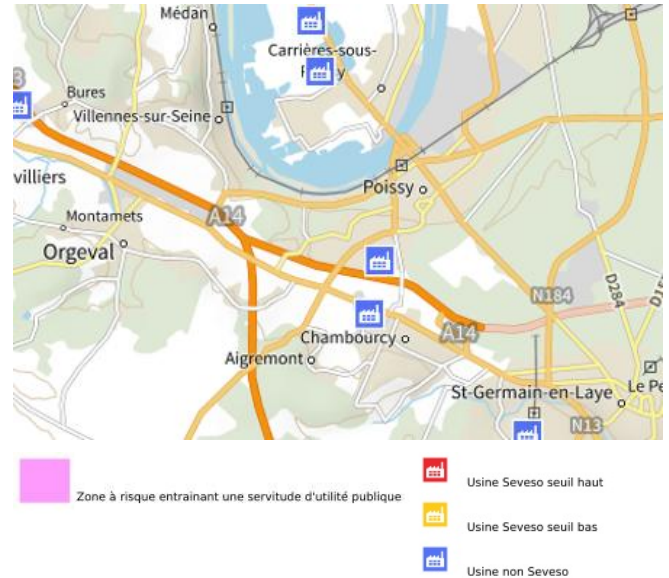 Médan
Carrières-sous-
Bures
Villennes-sur-Seine
villiers
Poissy
Montamets
A14
Orgeval
N184
D284
Chambourcy
A14
Aigremont
St-Germain-en-Laye
Le Pe
N13
Zone à risque entrainant une servitude d'utilité publique
Usine Seveso seuil haut
Usine Seveso seuil bas
Usine non Seveso